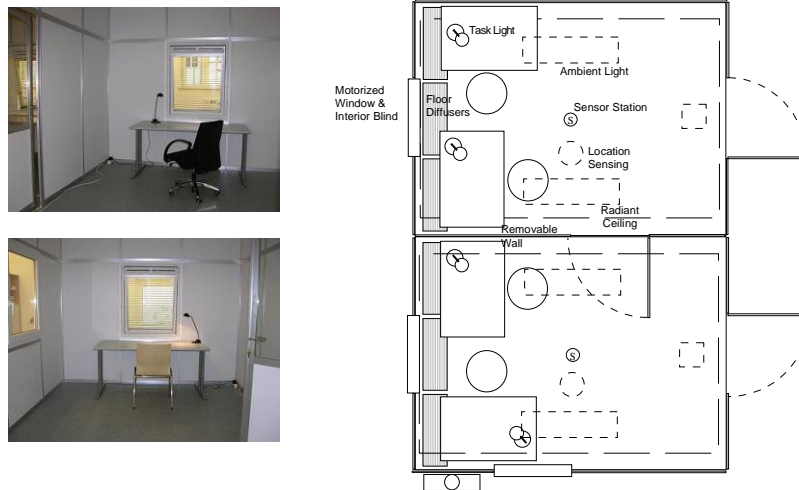 Task Light
Ambient Light
Motorized
Window &
Interior Blind
Floor
Diffusers
Sensor Station
S
Location
Sensing
Radiant
Ceiling
Removable
Wall
S